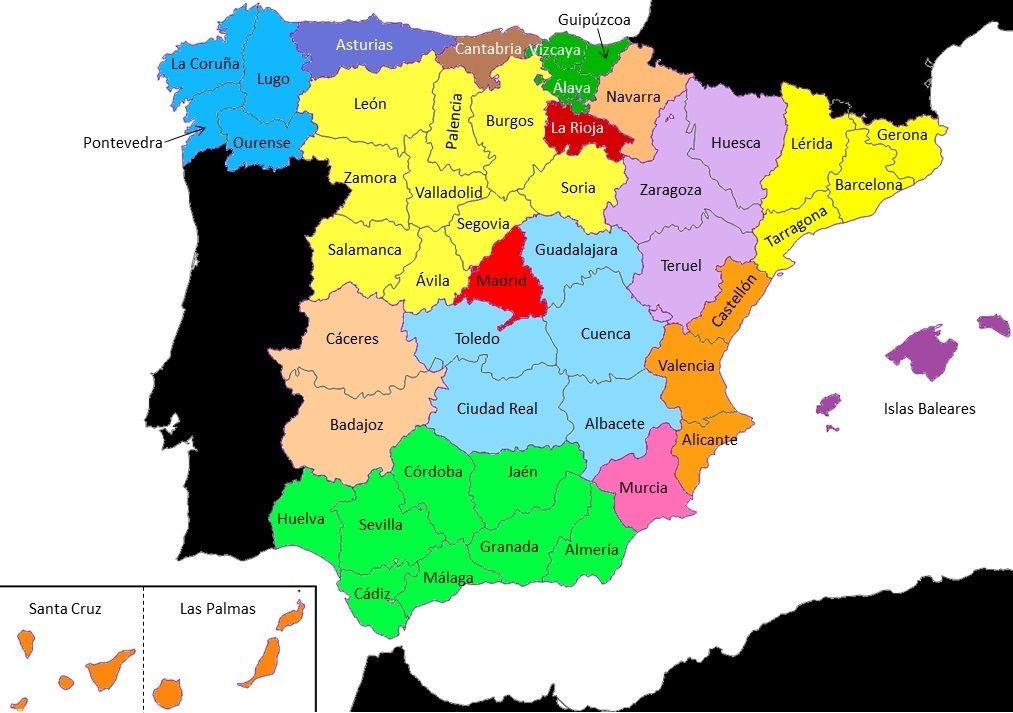 Guipúzcoa
Asturias
Cantabria
Vizcaya
La Coruña
Lugo
Álava
León
Palencia
Burgos
Navarra
La Rioja
Pontevedra
Ourense
Huesca
Lérida
Gerona
Zamora
Valladolid
Soria
Zaragoza
Barcelona
Segovia
Tarragona
Salamanca
Guadalajara
Ávila
Madrid
Teruel
Castellón
Cáceres
Toledo
Cuenca
Valencia
Badajoz
Ciudad Real
Albacete
Islas Baleares
Alicante
Córdoba
Jaén
Murcia
Huelva
Sevilla
Granada
Almería
Málaga
Cádiz
Santa Cruz
Las Palmas